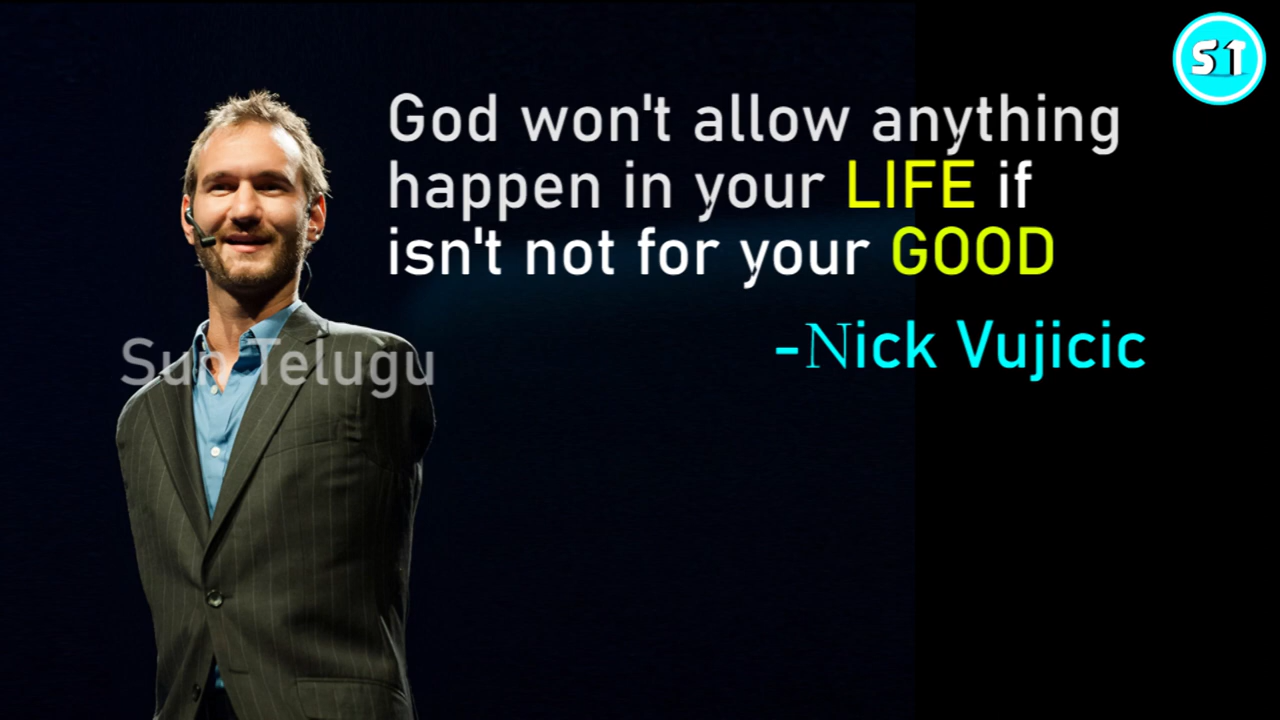 God won't allow anything
happen in your LIFE if
isn't not for your GOOD
-Nick Vujicic
Sun Telugu
ST